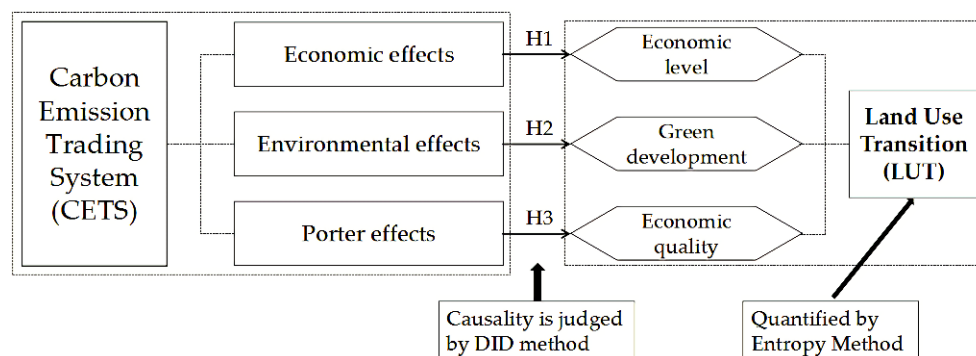 Carbon
Emission
Trading
System
(CETS)
Economic effects
H1
Economic
level
Environmental effects
H2
Green
development
Porter effects
H3
Economic
quality
Land Use
Transition
(LUT)
Causality is judged
by DID method
Quantified by
Entropy Method